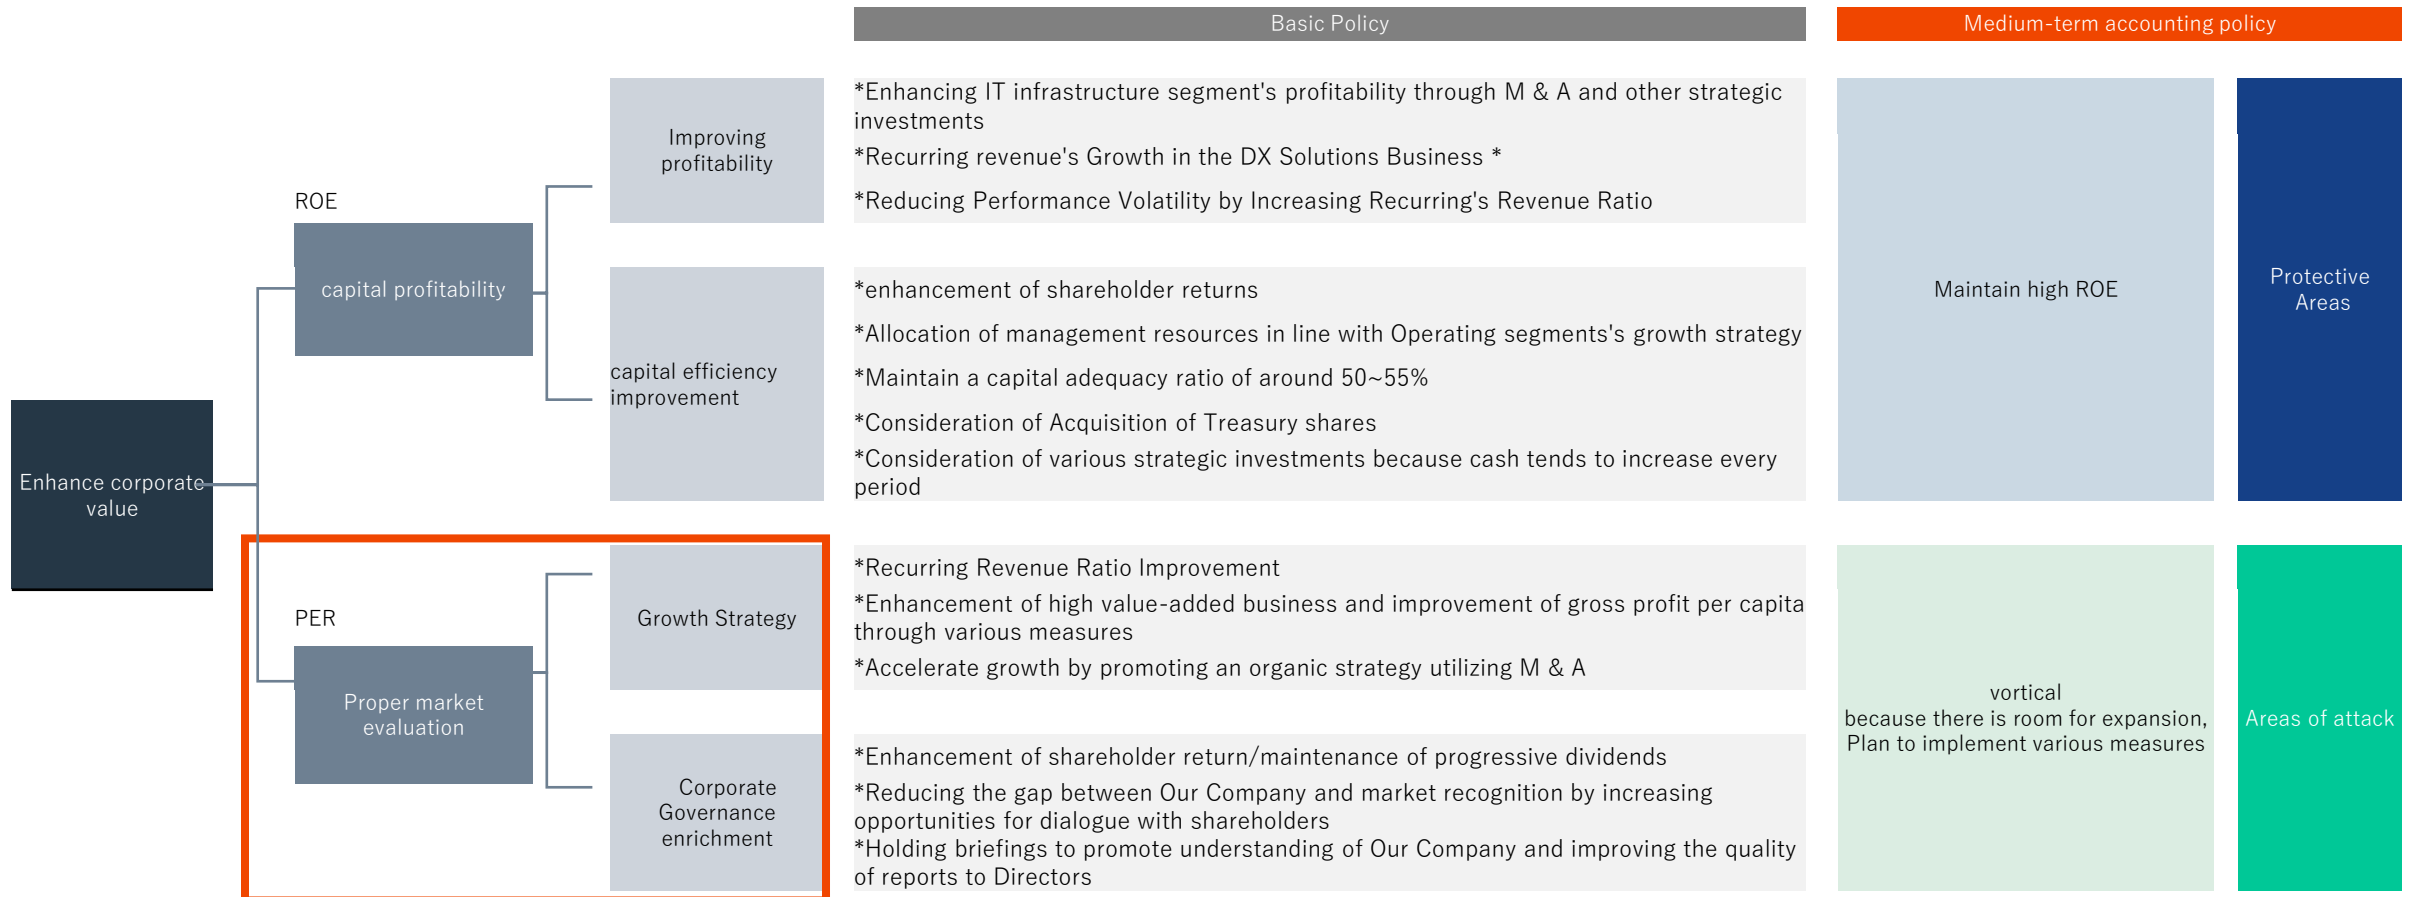 Basic Policy
Medium-term accounting policy
Enhance corporate
value
ROE
capital profitability
Improving
profitability
*Enhancing IT infrastructure segment's profitability through M & A and other strategic
investments
*Recurring revenue's Growth in the DX Solutions Business *
*Reducing Performance Volatility by Increasing Recurring's Revenue Ratio
capital efficiency
improvement
*enhancement of shareholder returns
*Allocation of management resources in line with Operating segments's growth strategy
*Maintain a capital adequacy ratio of around 50~55%
*Consideration of Acquisition of Treasury shares
*Consideration of various strategic investments because cash tends to increase every
period
Maintain high ROE
Protective
Areas
PER
Proper market
evaluation
Growth Strategy
*Recurring Revenue Ratio Improvement
*Enhancement of high value-added business and improvement of gross profit per capita
through various measures
*Accelerate growth by promoting an organic strategy utilizing M & A
Corporate
Governance
enrichment
*Enhancement of shareholder return/maintenance of progressive dividends
*Reducing the gap between Our Company and market recognition by increasing
opportunities for dialogue with shareholders
*Holding briefings to promote understanding of Our Company and improving the quality
of reports to Directors
vortical
because there is room for expansion,
Plan to implement various measures
Areas of attack